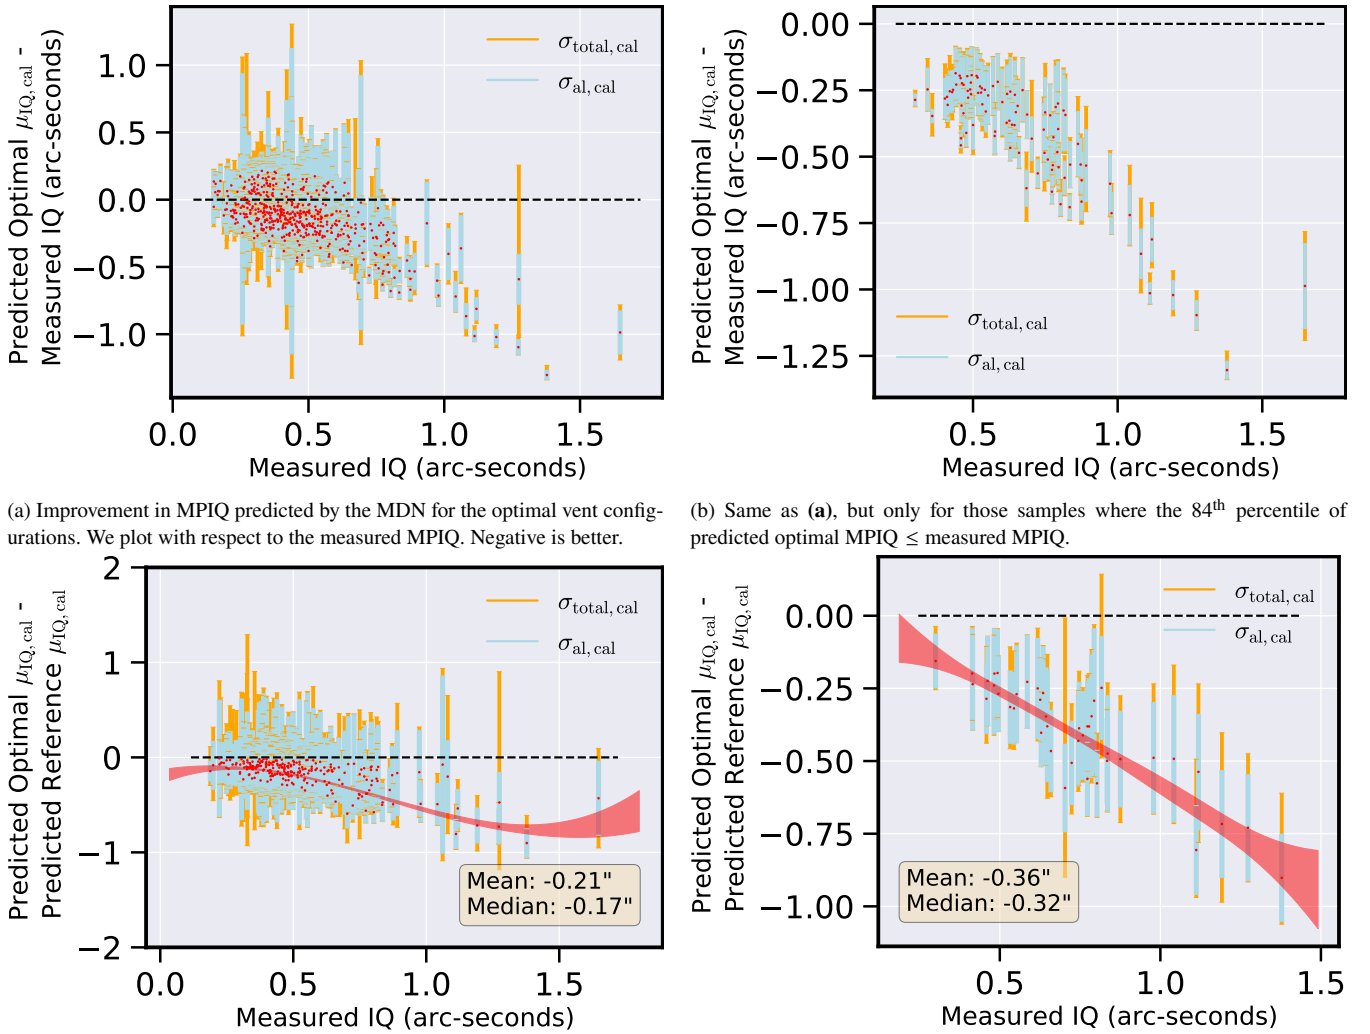 Predicted Optimal μIQ,cal -
Measured IQ (arc-seconds)
1.0
0.5
0.0
−0.5
−1.0
σtotal, cal
σal, cal
0.0 0.5 1.0 1.5
Measured IQ (arc-seconds)
(a) Improvement in MPIQ predicted by the MDN for the optimal vent config-
urations. We plot with respect to the measured MPIQ. Negative is better.
Predicted Optimal μIQ,cal -
Measured IQ (arc-seconds)
0.00
−0.25
−0.50
−0.75
−1.00
−1.25
σtotal, cal
σal, cal
0.5 1.0 1.5
Measured IQ (arc-seconds)
(b) Same as (a), but only for those samples where the 84th percentile of
predicted optimal MPIQ ≤ measured MPIQ.
Predicted Optimal μIQ,cal -
Predicted Reference μIQ,cal
2
1
0
−1
−2
σtotal, cal
σal, cal
Mean: -0.21"
Median: -0.17"
0.0 0.5 1.0 1.5
Measured IQ (arc-seconds)
Predicted Optimal μIQ,cal -
Predicted Reference μIQ,cal
0.00
−0.25
−0.50
−0.75
−1.00
σtotal, cal
σal, cal
Mean: -0.36"
Median: -0.32"
0.5 1.0 1.5
Measured IQ (arc-seconds)